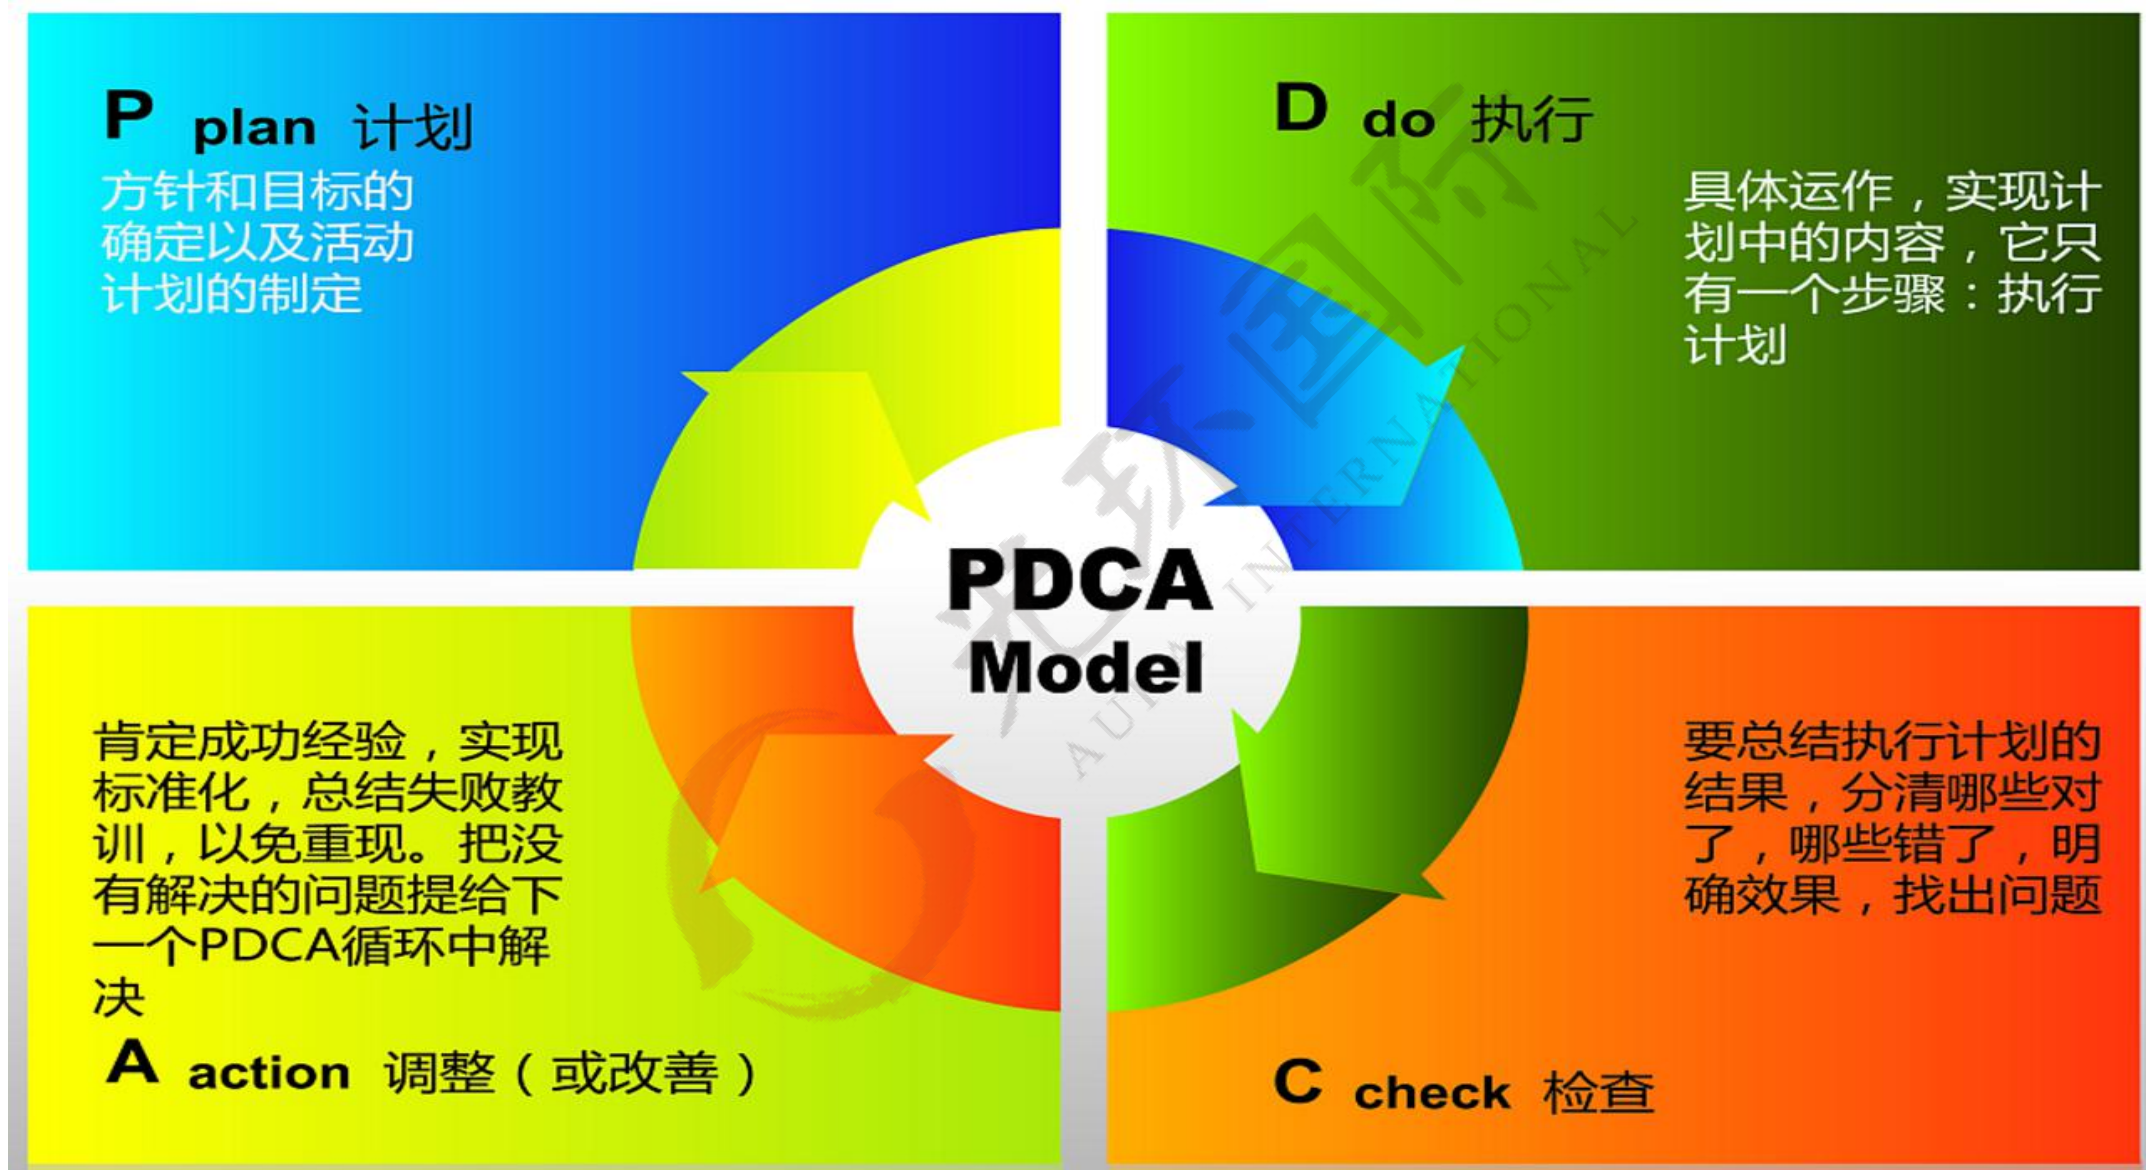 P plan 计划
方针和目标的
确定以及活动
计划的制定
D do 执行
具体运作，实现计
划中的内容，它只
有一个步骤：执行
计划
PDCA
Model
肯定成功经验，实现
标准化，总结失败教
训，以免重现。把没
有解决的问题提给下
一个PDCA循环中解
决
A action 调整（或改善）
要总结执行计划的
结果，分清哪些对
了，哪些错了，明
确效果，找出问题
C check 检查
光环国际
AURA INTERNATIONAL